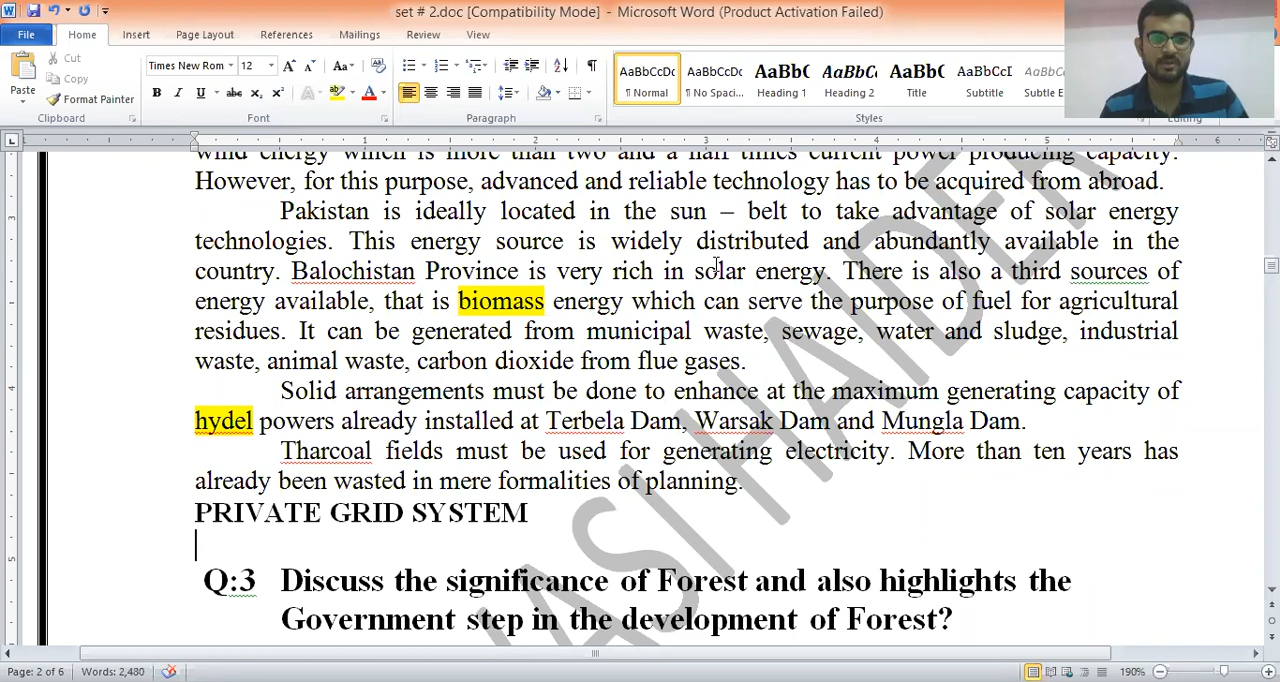 set # 2.doc [Compatibility Mode] - Microsoft Word (Product Activation Failed)
File Home Insert Page Layout References Mailings Review View
Paste Cut Copy Format Painter
Times New Rom 12
AaBbCcDc AaBbCcDc AaBbC AaBbCc AaBbC AaBbCcD
¶ Normal ¶ No Spaci... Heading 1 Heading 2 Title Subtitle Subtle E
Clipboard Font Paragraph Styles
1 2 3 4 5 6
wind energy which is more than two and a half times current power producing capacity.
However, for this purpose, advanced and reliable technology has to be acquired from abroad.
Pakistan is ideally located in the sun – belt to take advantage of solar energy
technologies. This energy source is widely distributed and abundantly available in the
country. Balochistan Province is very rich in solar energy. There is also a third sources of
energy available, that is biomass energy which can serve the purpose of fuel for agricultural
residues. It can be generated from municipal waste, sewage, water and sludge, industrial
waste, animal waste, carbon dioxide from flue gases.
Solid arrangements must be done to enhance at the maximum generating capacity of
hydel powers already installed at Terbela Dam, Warsak Dam and Mungla Dam.
Tharcoal fields must be used for generating electricity. More than ten years has
already been wasted in mere formalities of planning.
PRIVATE GRID SYSTEM
Q:3 Discuss the significance of Forest and also highlights the
Government step in the development of Forest?
Page: 2 of 6 Words: 2,480 190%